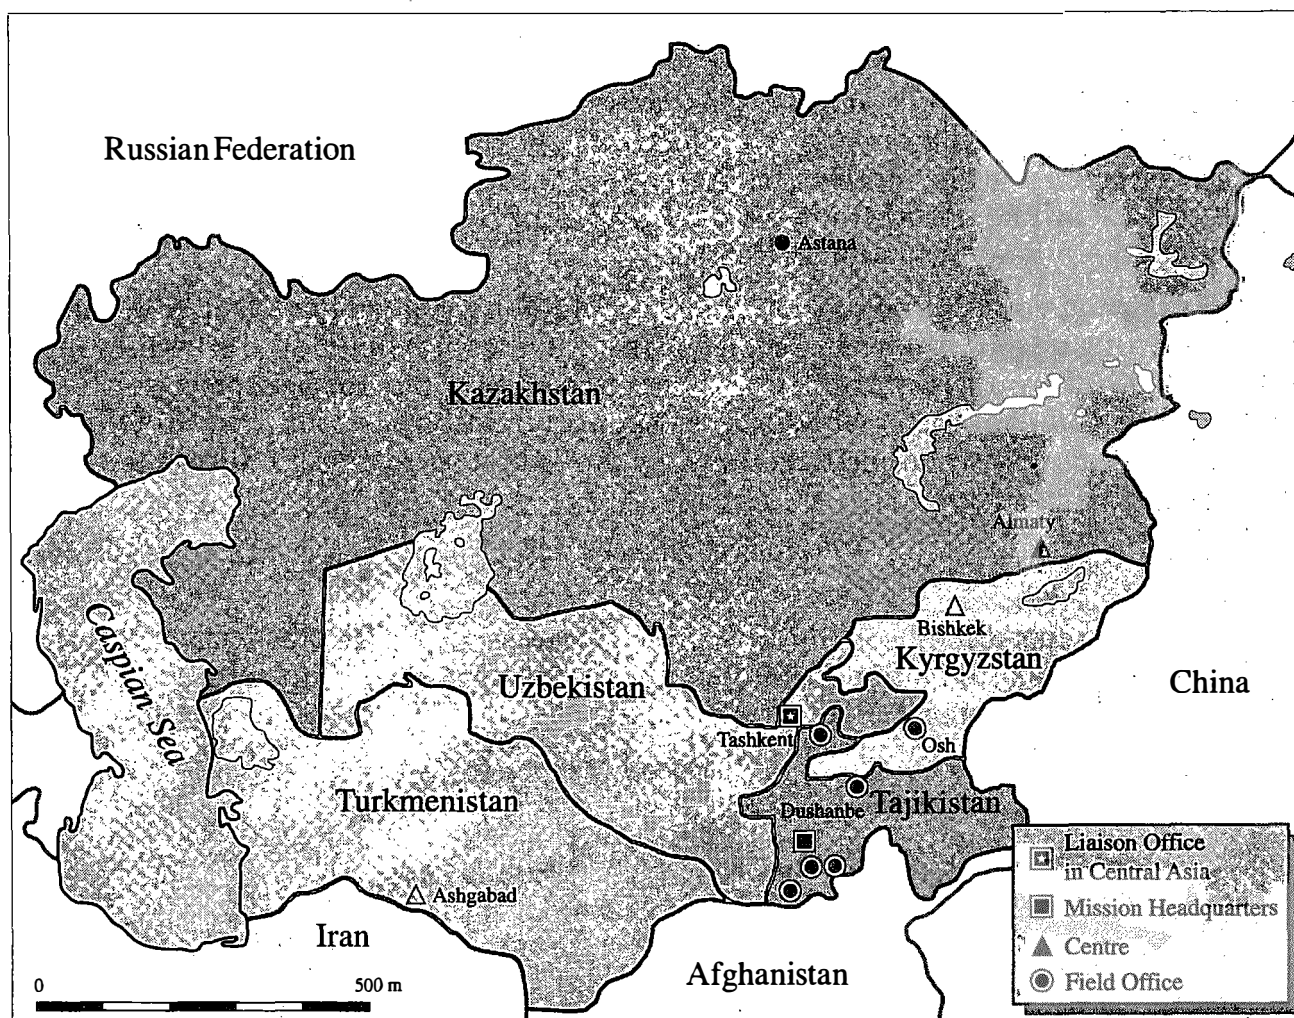 Russian Federation
Astana
Kazakhstan
Almaty
Caspian Sea
Bishkek
Kyrgyzstan
Uzbekistan
China
Tashkent
Osh
Turkmenistan
Dushanbe
Tajikistan
Ashgabad
Iran
Afghanistan
0 500 m
Liaison Office
in Central Asia
Mission Headquarters
Centre
Field Office